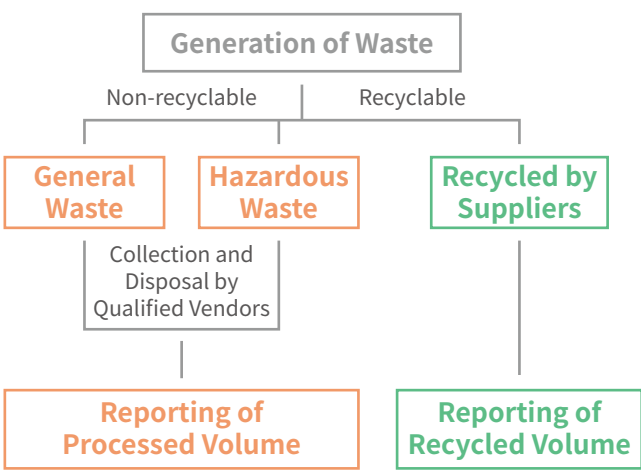 Generation of Waste
Non-recyclable
Recyclable
General
Waste
Hazardous
Waste
Recycled by
Suppliers
Collection and
Disposal by
Qualified Vendors
Reporting of
Processed Volume
Reporting of
Recycled Volume